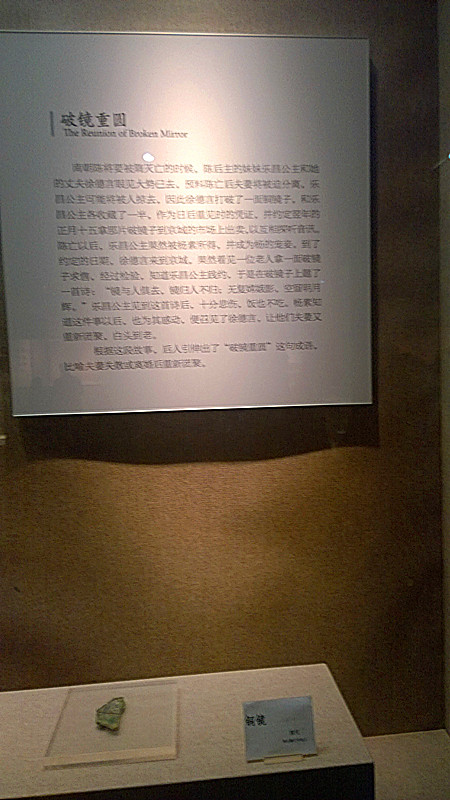 破镜重圆
The Reunion of Broken Mirror
南朝陈将要被隋灭亡的时候，陈后主的妹妹乐昌公主和她
的丈夫徐德言眼见大势已去，预料陈亡后夫妻将被迫分离，乐
昌公主可能将被人掠去，因此徐德言打破了一面铜镜子，和乐
昌公主各收藏了一半，作为日后重见时的凭证，并约定翌年的
正月十五拿那片破镜子到京城的市场上出卖，以互相探听音讯。
陈亡以后，乐昌公主果然被杨素所得，并成为杨的宠妾，到了
约定的日期，徐德言来到京城，果然看见一位老人拿一面破镜
子求售，经过检验，知道乐昌公主践约，于是在破镜子上题了
一首诗：“镜与人俱去，镜归人不归；无复嫦娥影，空留明月
辉。”乐昌公主见到这首诗后，十分悲伤，饭也不吃。杨素知
道这件事以后，也为其感动，便召见了徐德言，让他们夫妻又
重新团聚，白头到老。
根据这段故事，后人引伸出了“破镜重圆”这句成语，
比喻夫妻失散或离婚后重新团聚。
铜镜